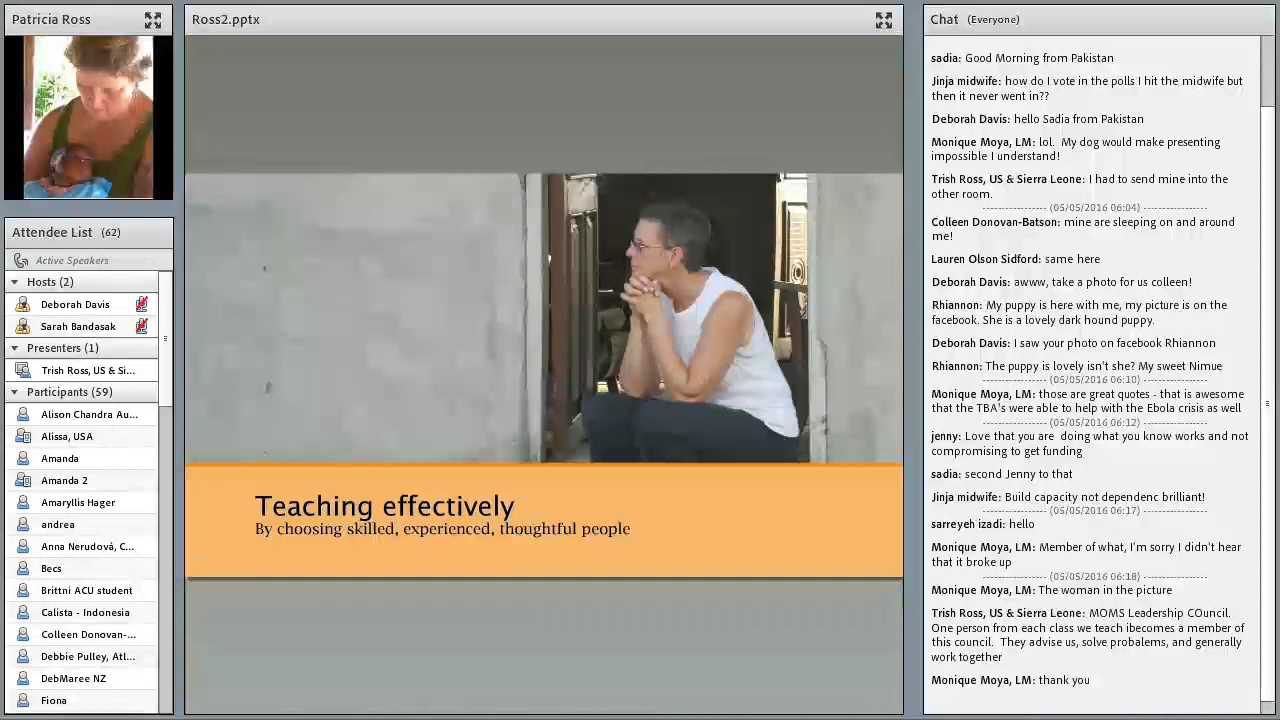 Patricia Ross
Attendee List (62)
Active Speakers
Hosts (2)
Deborah Davis
Sarah Bandasak
Presenters (1)
Trish Ross, US & Si...
Participants (59)
Alison Chandra Au...
Alissa, USA
Amanda
Amanda 2
Amaryllis Hager
andrea
Anna Nerudová, C...
Becs
Brittni ACU student
Calista - Indonesia
Colleen Donovan-...
Debbie Pulley, Atl...
DebMaree NZ
Fiona
Ross2.pptx
Teaching effectively
By choosing skilled, experienced, thoughtful people
Chat (Everyone)
sadia: Good Morning from Pakistan
Jinja midwife: how do I vote in the polls I hit the midwife but
then it never went in??
Deborah Davis: hello Sadia from Pakistan
Monique Moya, LM: lol. My dog would make presenting
impossible I understand!
Trish Ross, US & Sierra Leone: I had to send mine into the
other room.
------------------ (05/05/2016 06:04) ------------------
Colleen Donovan-Batson: mine are sleeping on and around
me!
Lauren Olson Sidford: same here
Deborah Davis: awww, take a photo for us colleen!
Rhiannon: My puppy is here with me, my picture is on the
facebook. She is a lovely dark hound puppy.
Deborah Davis: I saw your photo on facebook Rhiannon
Rhiannon: The puppy is lovely isn't she? My sweet Nimue
------------------ (05/05/2016 06:10) ------------------
Monique Moya, LM: those are great quotes - that is awesome
that the TBA's were able to help with the Ebola crisis as well
------------------ (05/05/2016 06:12) ------------------
jenny: Love that you are doing what you know works and not
compromising to get funding
sadia: second Jenny to that
Jinja midwife: Build capacity not dependenc brilliant!
------------------ (05/05/2016 06:17) ------------------
sarreyeh izadi: hello
Monique Moya, LM: Member of what, I'm sorry I didn't hear
that it broke up
------------------ (05/05/2016 06:18) ------------------
Monique Moya, LM: The woman in the picture
Trish Ross, US & Sierra Leone: MOMS Leadership COuncil.
One person from each class we teach ibecomes a member of
this council. They advise us, solve probalems, and generally
work together
Monique Moya, LM: thank you